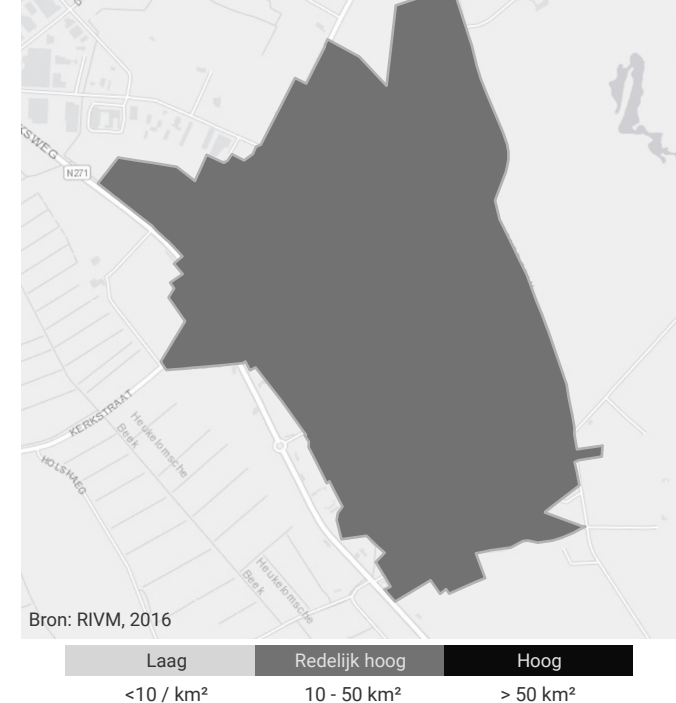 KSWEG
N271
KERKSTRAAT
HOLSHAEG
Heukelomsche
Beek
Heukelomsche
Beek
Bron: RIVM, 2016
Laag Redelijk hoog Hoog
<10 / km² 10 - 50 km² > 50 km²